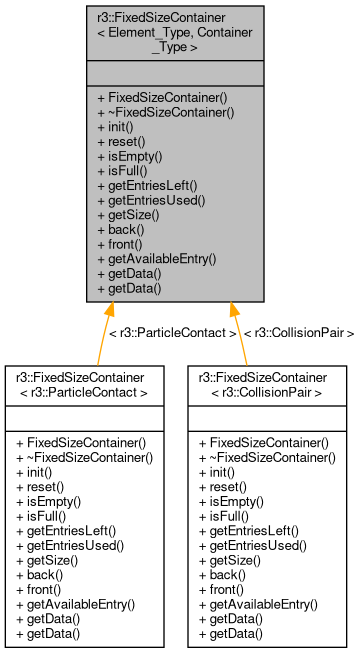 r3::FixedSizeContainer
< Element_Type, Container
_Type >
+ FixedSizeContainer()
+ ~FixedSizeContainer()
+ init()
+ reset()
+ isEmpty()
+ isFull()
+ getEntriesLeft()
+ getEntriesUsed()
+ getSize()
+ back()
+ front()
+ getAvailableEntry()
+ getData()
+ getData()
< r3::ParticleContact >
< r3::CollisionPair >
r3::FixedSizeContainer
< r3::ParticleContact >
+ FixedSizeContainer()
+ ~FixedSizeContainer()
+ init()
+ reset()
+ isEmpty()
+ isFull()
+ getEntriesLeft()
+ getEntriesUsed()
+ getSize()
+ back()
+ front()
+ getAvailableEntry()
+ getData()
+ getData()
r3::FixedSizeContainer
< r3::CollisionPair >
+ FixedSizeContainer()
+ ~FixedSizeContainer()
+ init()
+ reset()
+ isEmpty()
+ isFull()
+ getEntriesLeft()
+ getEntriesUsed()
+ getSize()
+ back()
+ front()
+ getAvailableEntry()
+ getData()
+ getData()